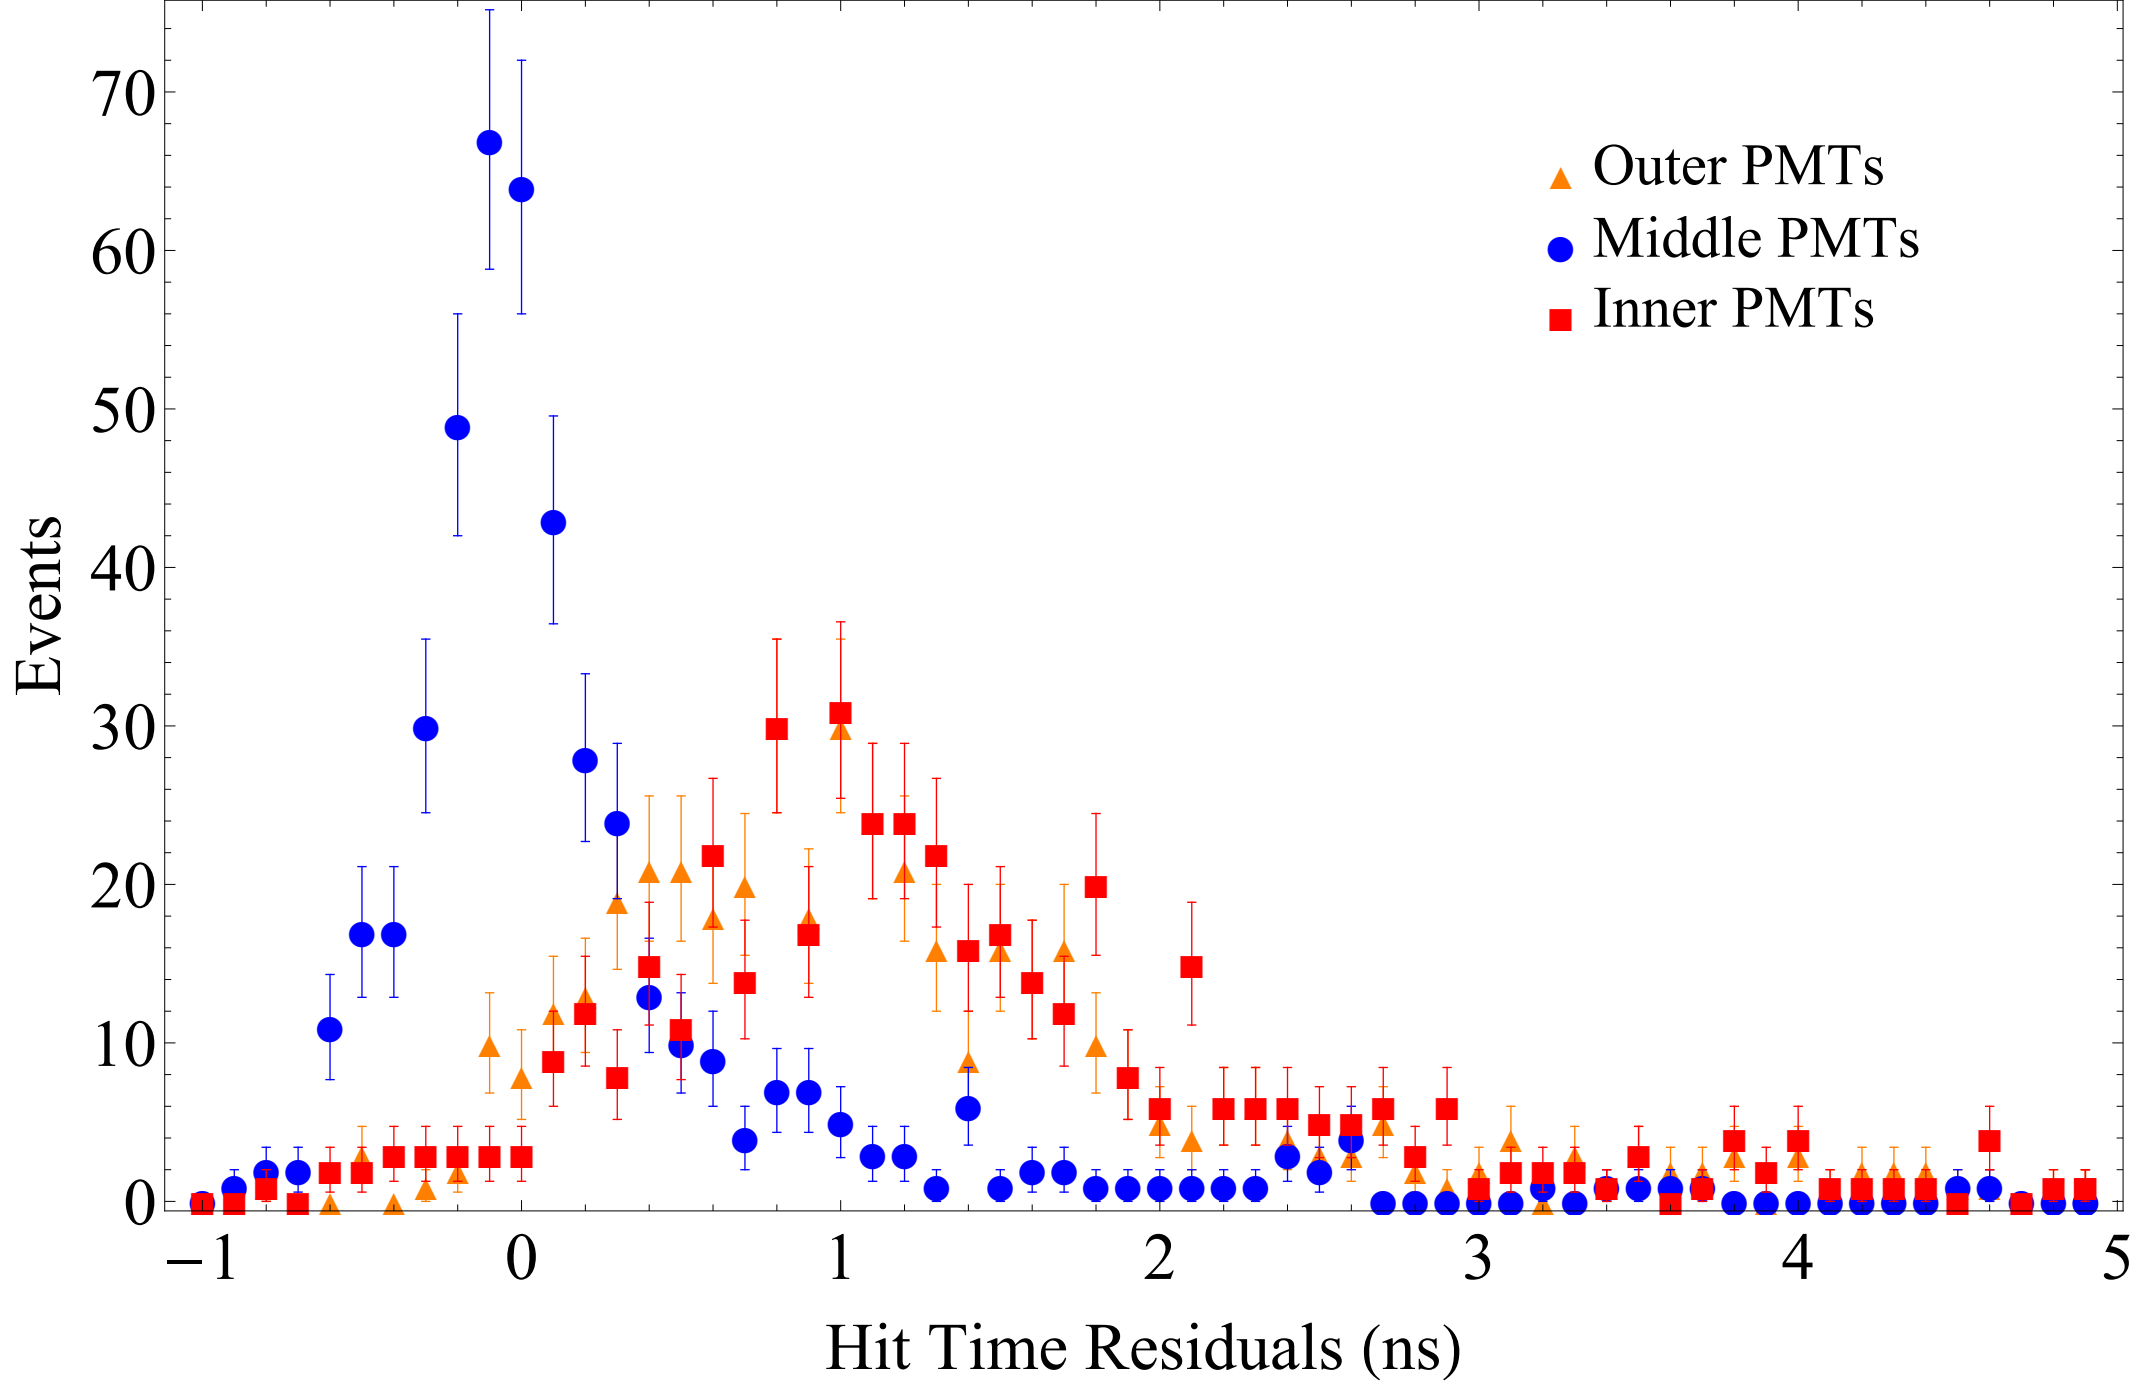 70
60
50
40
30
20
10
0
Events
Outer PMTs
Middle PMTs
Inner PMTs
−1 0 1 2 3 4 5
Hit Time Residuals (ns)